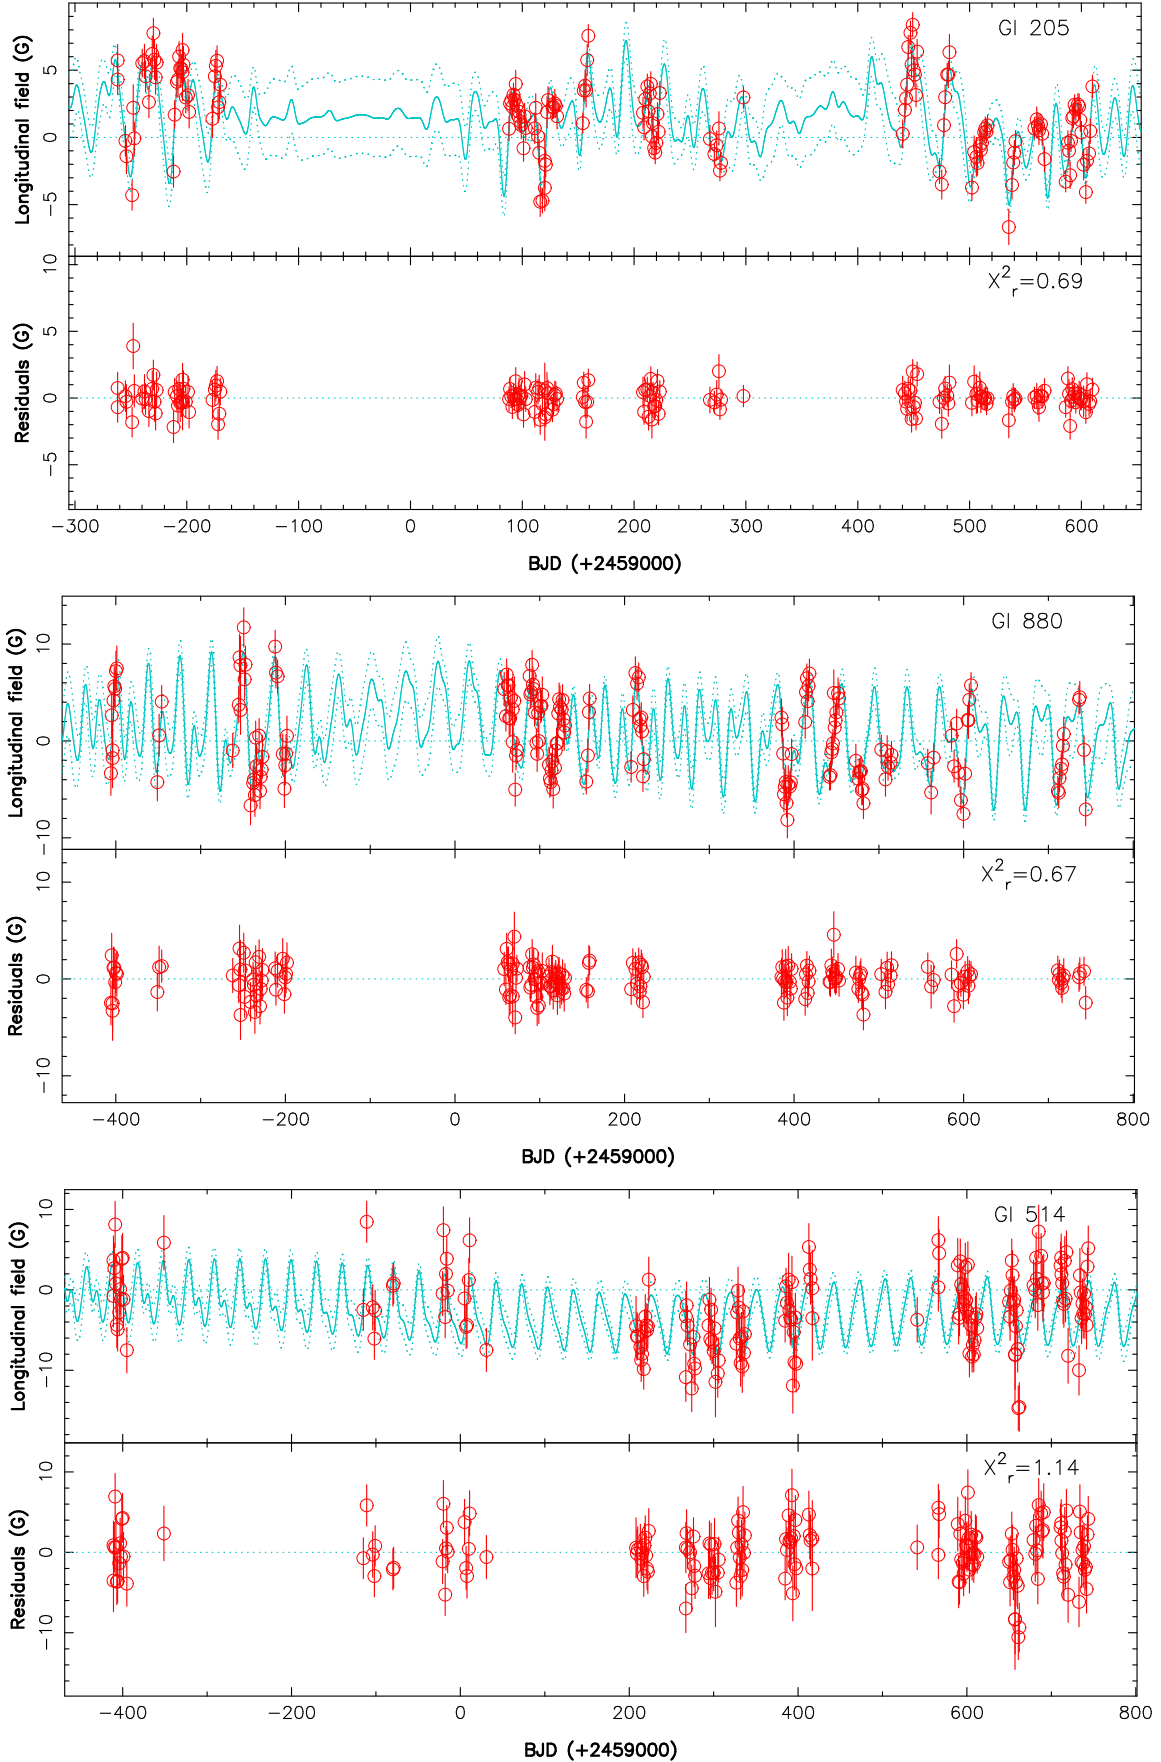 Gl 205
Longitudinal field (G)
5
0
−5
X²ᵣ=0.69
Residuals (G)
10
5
0
−5
−300 −200 −100 0 100 200 300 400 500 600
BJD (+2459000)
Gl 880
Longitudinal field (G)
10
0
−10
X²ᵣ=0.67
Residuals (G)
10
0
−10
−400 −200 0 200 400 600 800
BJD (+2459000)
Gl 514
Longitudinal field (G)
10
0
−10
X²ᵣ=1.14
Residuals (G)
10
0
−10
−400 −200 0 200 400 600 800
BJD (+2459000)